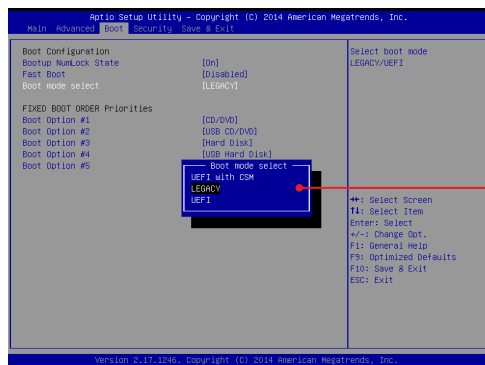 Aptio Setup Utility – Copyright (C) 2014 American Megatrends, Inc.
Main Advanced Boot Security Save & Exit
Boot Configuration
Bootup NumLock State [On]
Fast Boot [Disabled]
Boot mode select [LEGACY]
FIXED BOOT ORDER Priorities
Boot Option #1 [CD/DVD]
Boot Option #2 [USB CD/DVD]
Boot Option #3 [Hard Disk]
Boot Option #4 [USB Hard Disk]
Boot Option #5
Boot mode select
UEFI with CSM
LEGACY
UEFI
Select boot mode
LEGACY/UEFI
→←: Select Screen
↑↓: Select Item
Enter: Select
+/-: Change Opt.
F1: General Help
F9: Optimized Defaults
F10: Save & Exit
ESC: Exit
Version 2.17.1246. Copyright (C) 2014 American Megatrends, Inc.